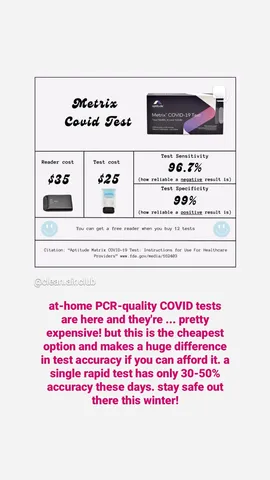 Metrix
Covid Test
Metrix COVID-19 Test
Reader cost
$35
Test cost
$25
Test Sensitivity
96.7%
(how reliable a negative result is)
Test Specificity
99%
(how reliable a positive result is)
You can get a free reader when you buy 12 tests
Citation: "Aptitude Metrix COVID-19 Test: Instructions for Use For Healthcare
Providers" www.fda.gov/media/162403
@clean.air.club
at-home PCR-quality COVID tests
are here and they're ... pretty
expensive! but this is the cheapest
option and makes a huge difference
in test accuracy if you can afford it. a
single rapid test has only 30-50%
accuracy these days. stay safe out
there this winter!